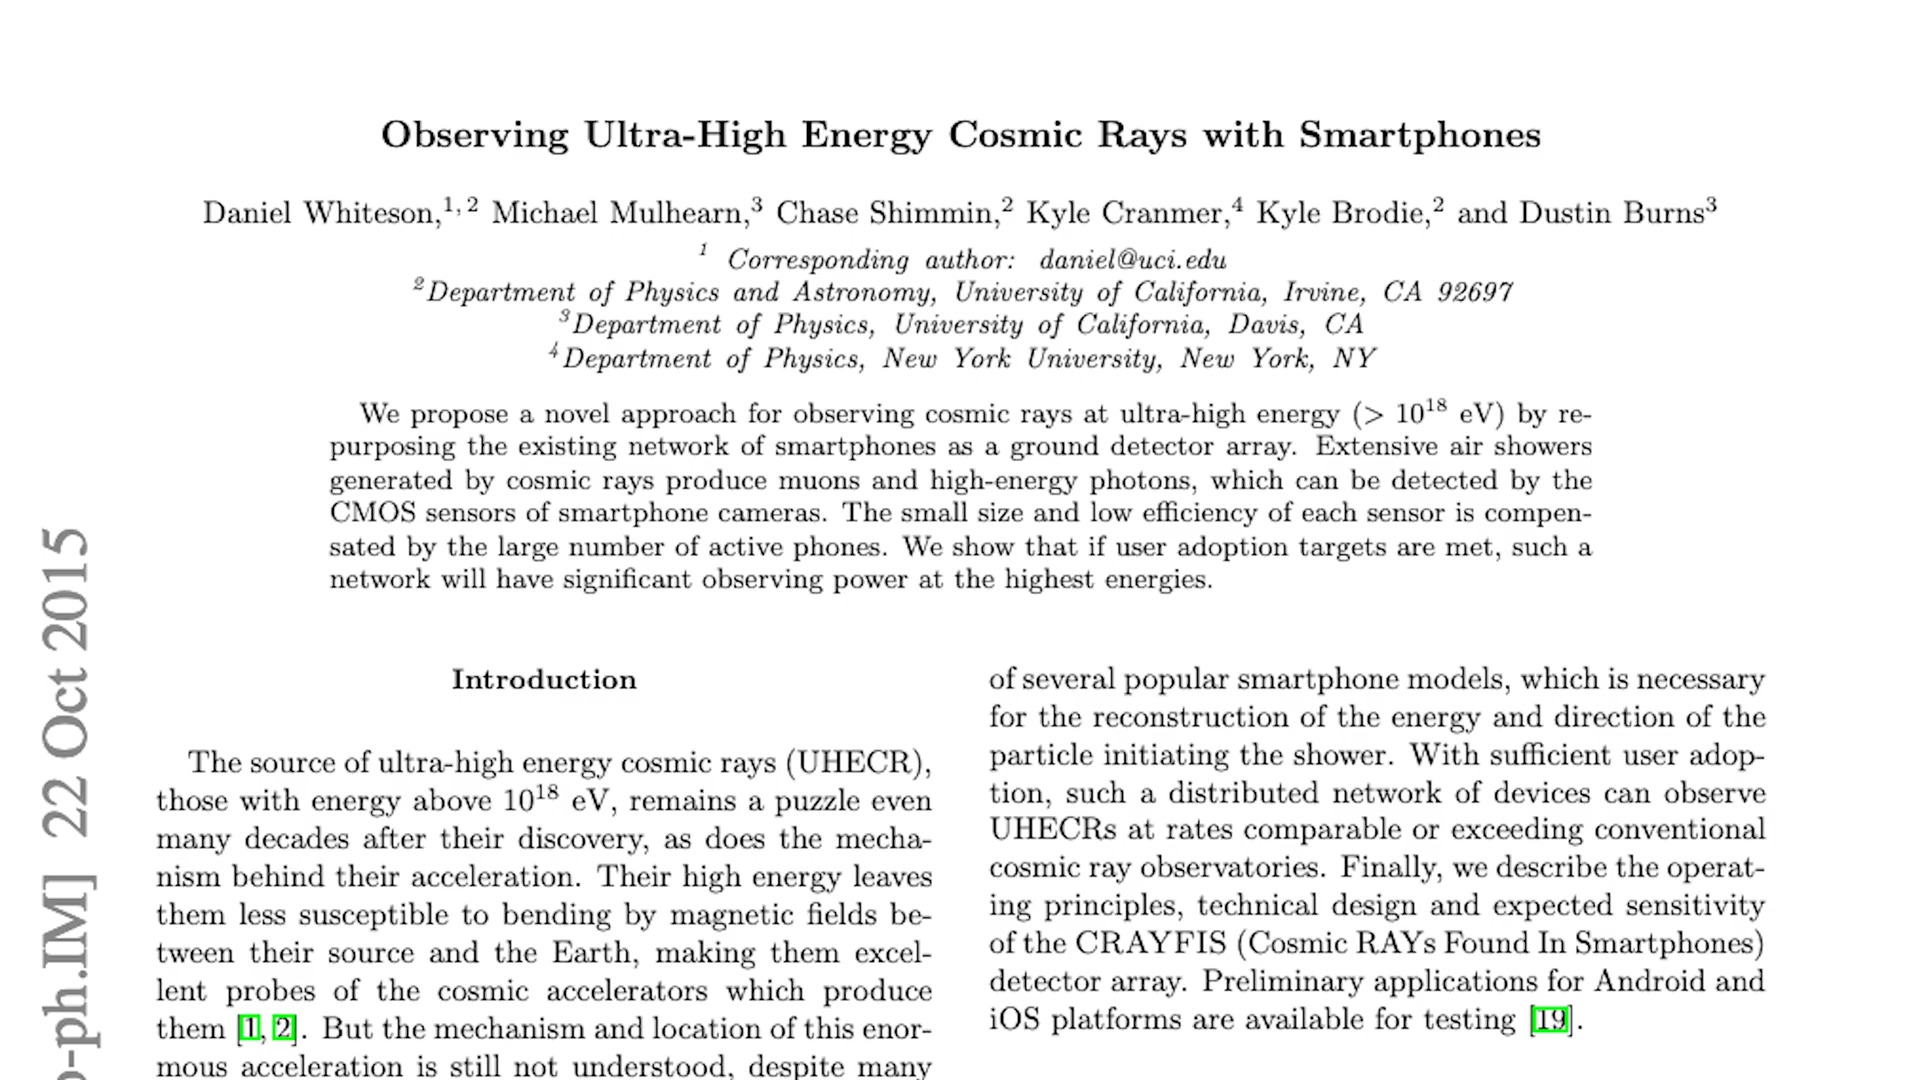 Observing Ultra-High Energy Cosmic Rays with Smartphones
Daniel Whiteson,1, 2 Michael Mulhearn,3 Chase Shimmin,2 Kyle Cranmer,4 Kyle Brodie,2 and Dustin Burns3
1 Corresponding author: daniel@uci.edu
2Department of Physics and Astronomy, University of California, Irvine, CA 92697
3Department of Physics, University of California, Davis, CA
4Department of Physics, New York University, New York, NY
We propose a novel approach for observing cosmic rays at ultra-high energy (> 10^18 eV) by re-
purposing the existing network of smartphones as a ground detector array. Extensive air showers
generated by cosmic rays produce muons and high-energy photons, which can be detected by the
CMOS sensors of smartphone cameras. The small size and low efficiency of each sensor is compen-
sated by the large number of active phones. We show that if user adoption targets are met, such a
network will have significant observing power at the highest energies.
Introduction
The source of ultra-high energy cosmic rays (UHECR),
those with energy above 10^18 eV, remains a puzzle even
many decades after their discovery, as does the mecha-
nism behind their acceleration. Their high energy leaves
them less susceptible to bending by magnetic fields be-
tween their source and the Earth, making them excel-
lent probes of the cosmic accelerators which produce
them [1, 2]. But the mechanism and location of this enor-
mous acceleration is still not understood, despite many
of several popular smartphone models, which is necessary
for the reconstruction of the energy and direction of the
particle initiating the shower. With sufficient user adop-
tion, such a distributed network of devices can observe
UHECRs at rates comparable or exceeding conventional
cosmic ray observatories. Finally, we describe the operat-
ing principles, technical design and expected sensitivity
of the CRAYFIS (Cosmic RAYs Found In Smartphones)
detector array. Preliminary applications for Android and
iOS platforms are available for testing [19].
-ph.IM] 22 Oct 2015